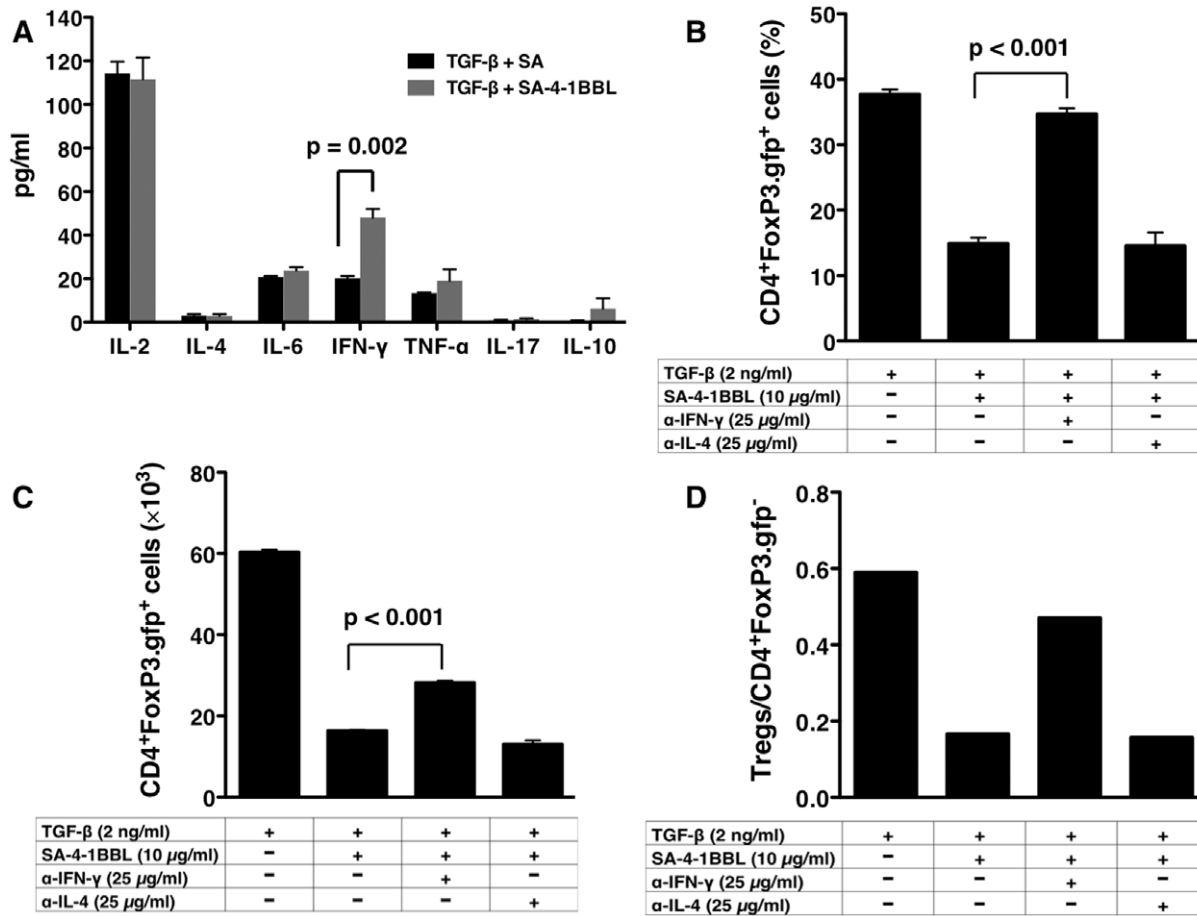 A
140
120
100
80
60
40
20
0
pg/ml
TGF-β + SA
TGF-β + SA-4-1BBL
p = 0.002
IL-2 IL-4 IL-6 IFN-γ TNF-α IL-17 IL-10
B
50
40
30
20
10
0
CD4⁺FoxP3.gfp⁺ cells (%)
p < 0.001
TGF-β (2 ng/ml) + + + +
SA-4-1BBL (10 µg/ml) − + + +
α-IFN-γ (25 µg/ml) − − + −
α-IL-4 (25 µg/ml) − − − +
C
80
60
40
20
0
CD4⁺FoxP3.gfp⁺ cells (×10³)
p < 0.001
TGF-β (2 ng/ml) + + + +
SA-4-1BBL (10 µg/ml) − + + +
α-IFN-γ (25 µg/ml) − − + −
α-IL-4 (25 µg/ml) − − − +
D
0.8
0.6
0.4
0.2
0.0
Tregs/CD4⁺FoxP3.gfp⁻
TGF-β (2 ng/ml) + + + +
SA-4-1BBL (10 µg/ml) − + + +
α-IFN-γ (25 µg/ml) − − + −
α-IL-4 (25 µg/ml) − − − +